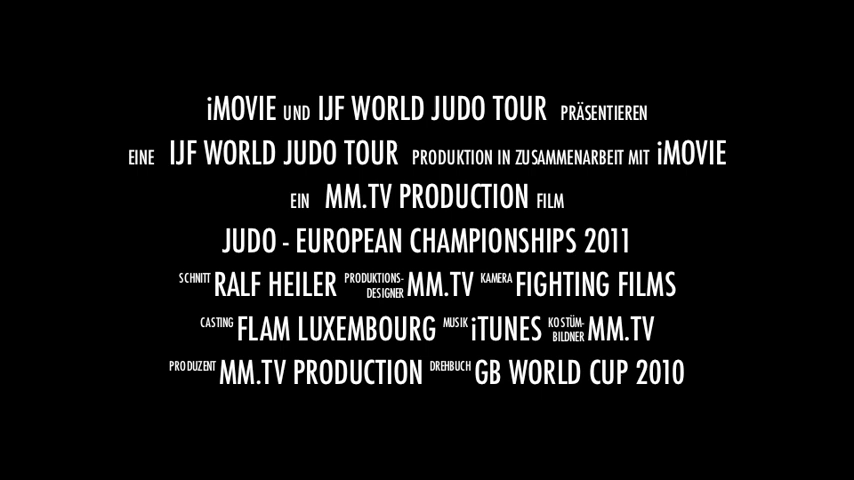 iMOVIE UND IJF WORLD JUDO TOUR PRÄSENTIEREN
EINE IJF WORLD JUDO TOUR PRODUKTION IN ZUSAMMENARBEIT MIT iMOVIE
EIN MM.TV PRODUCTION FILM
JUDO - EUROPEAN CHAMPIONSHIPS 2011
SCHNITT RALF HEILER PRODUKTIONS-DESIGNER MM.TV KAMERA FIGHTING FILMS
CASTING FLAM LUXEMBOURG MUSIK iTUNES KOSTÜM-BILDNER MM.TV
PRODUZENT MM.TV PRODUCTION DREHBUCH GB WORLD CUP 2010